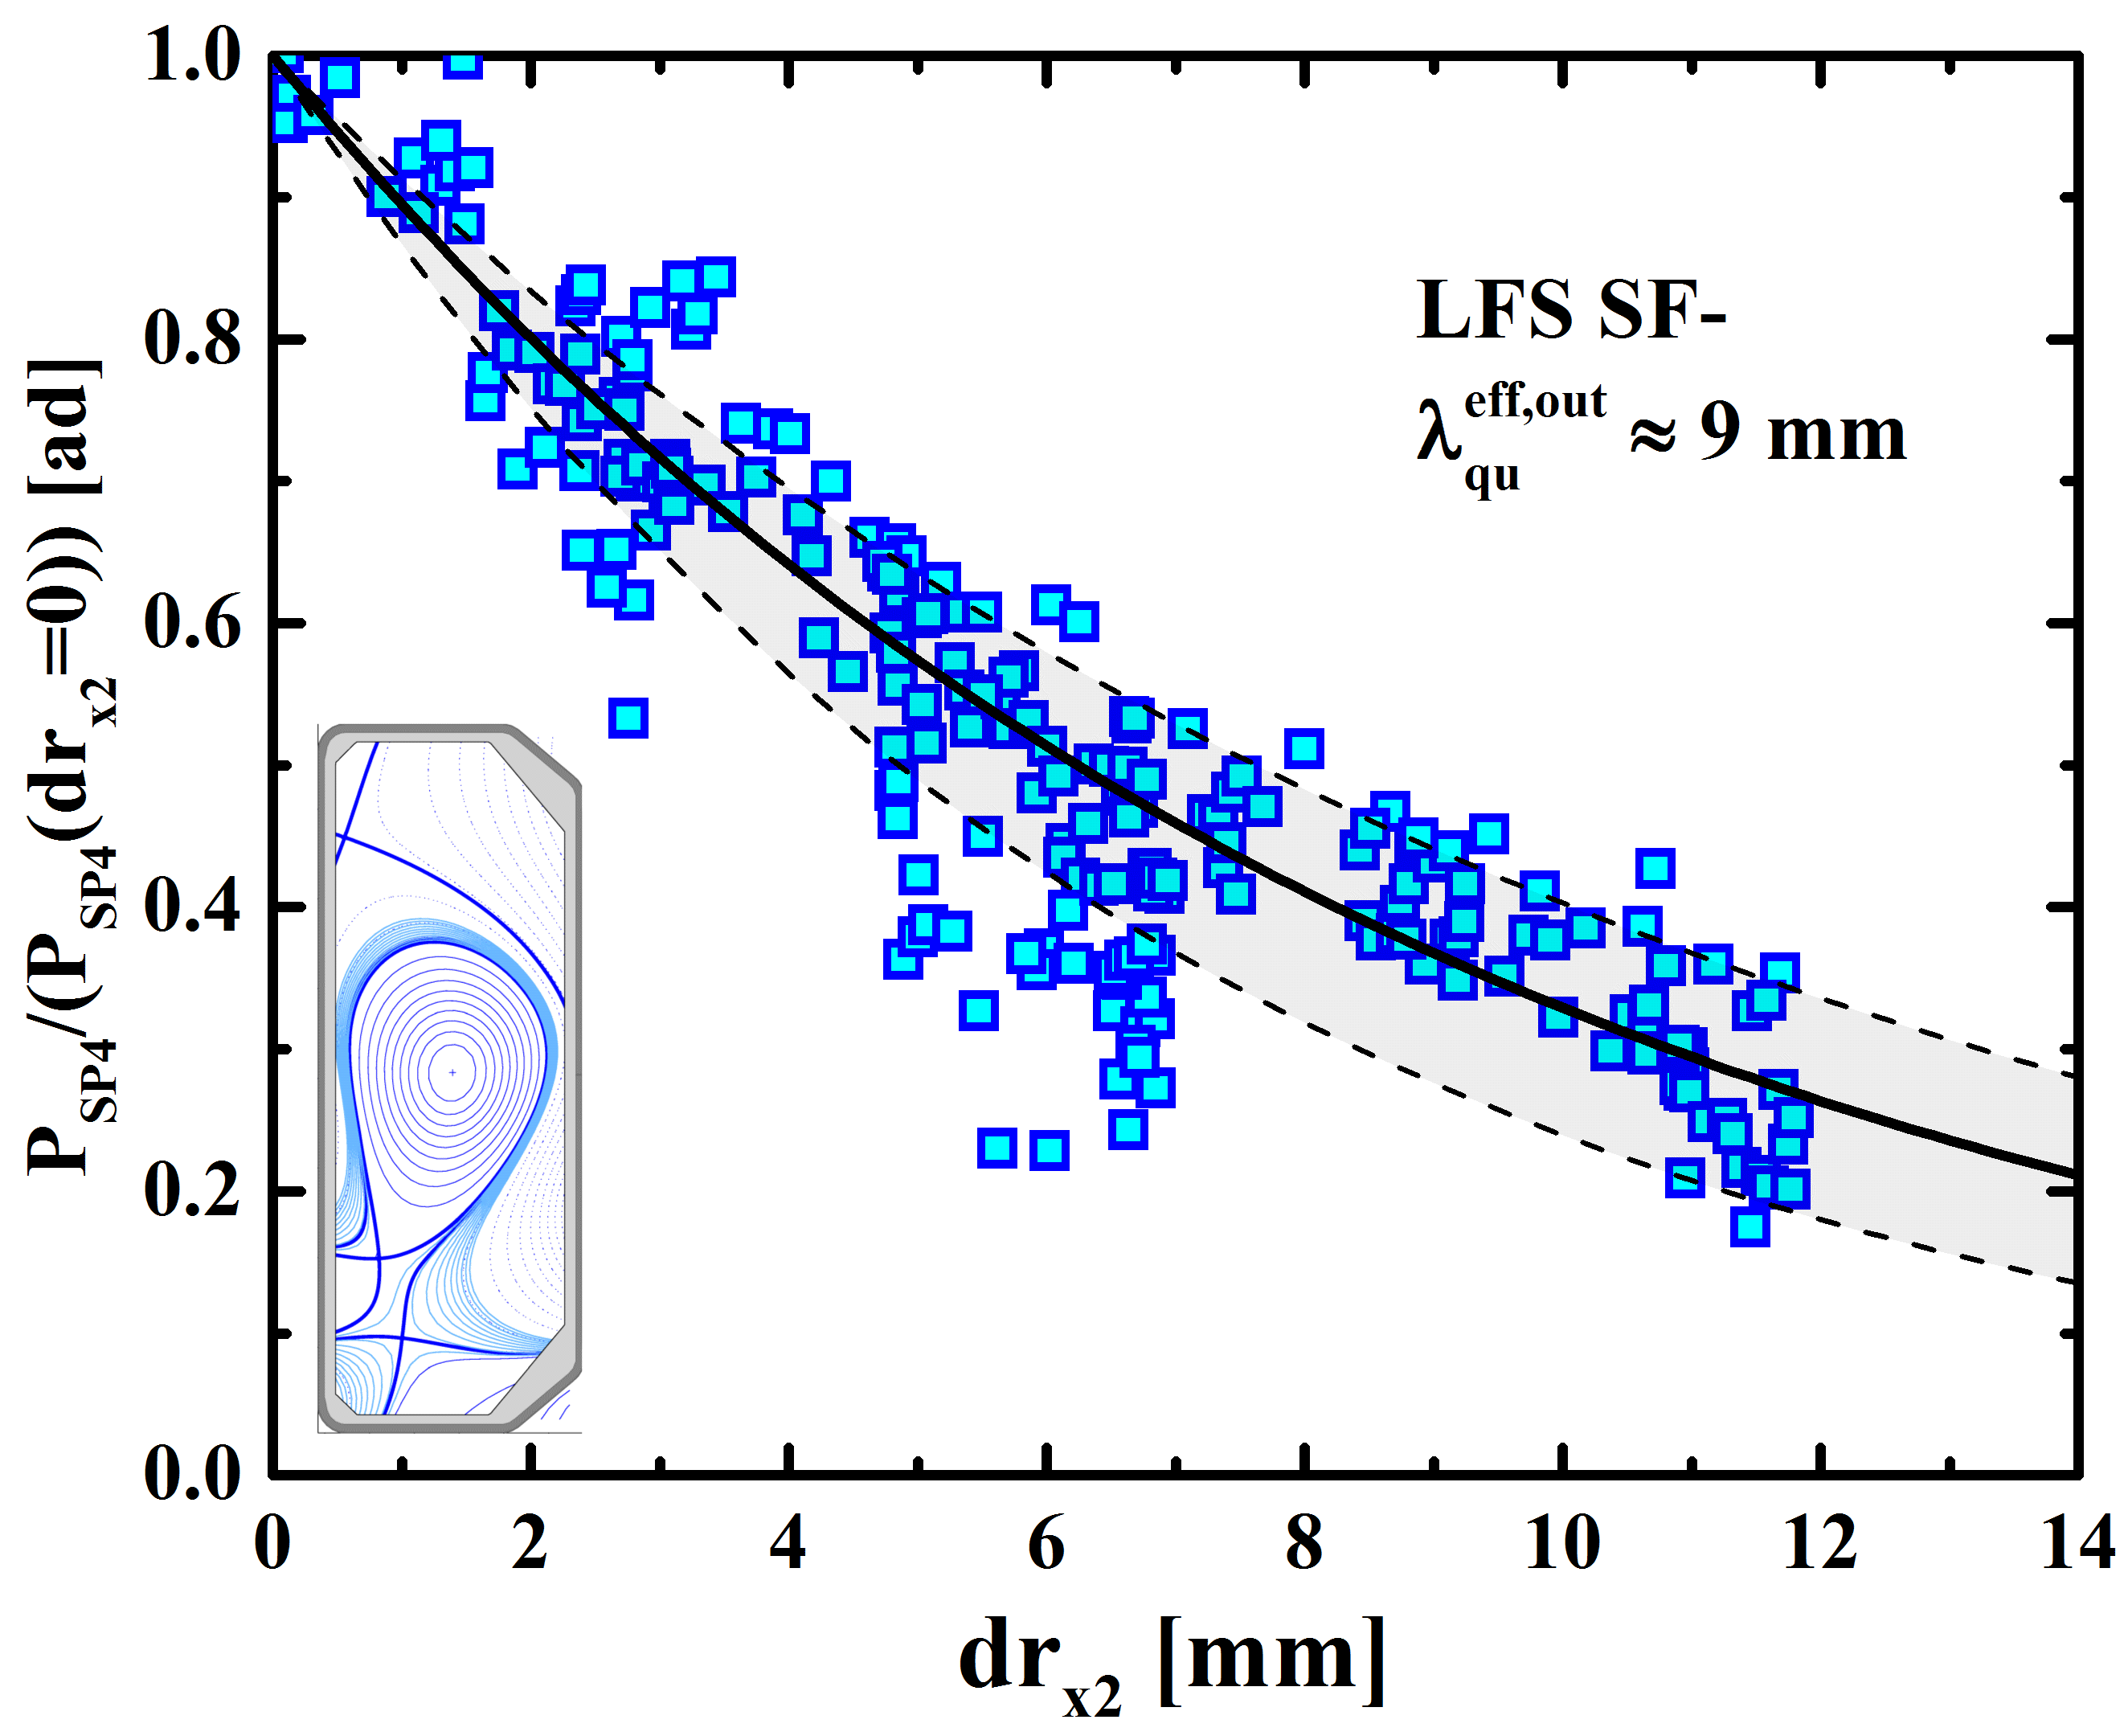 1.0
0.8
0.6
0.4
0.2
0.0
P_SP4/(P_SP4(dr_x2=0)) [ad]
LFS SF-
λ_qu^eff,out ≈ 9 mm
0 2 4 6 8 10 12 14
dr_x2 [mm]